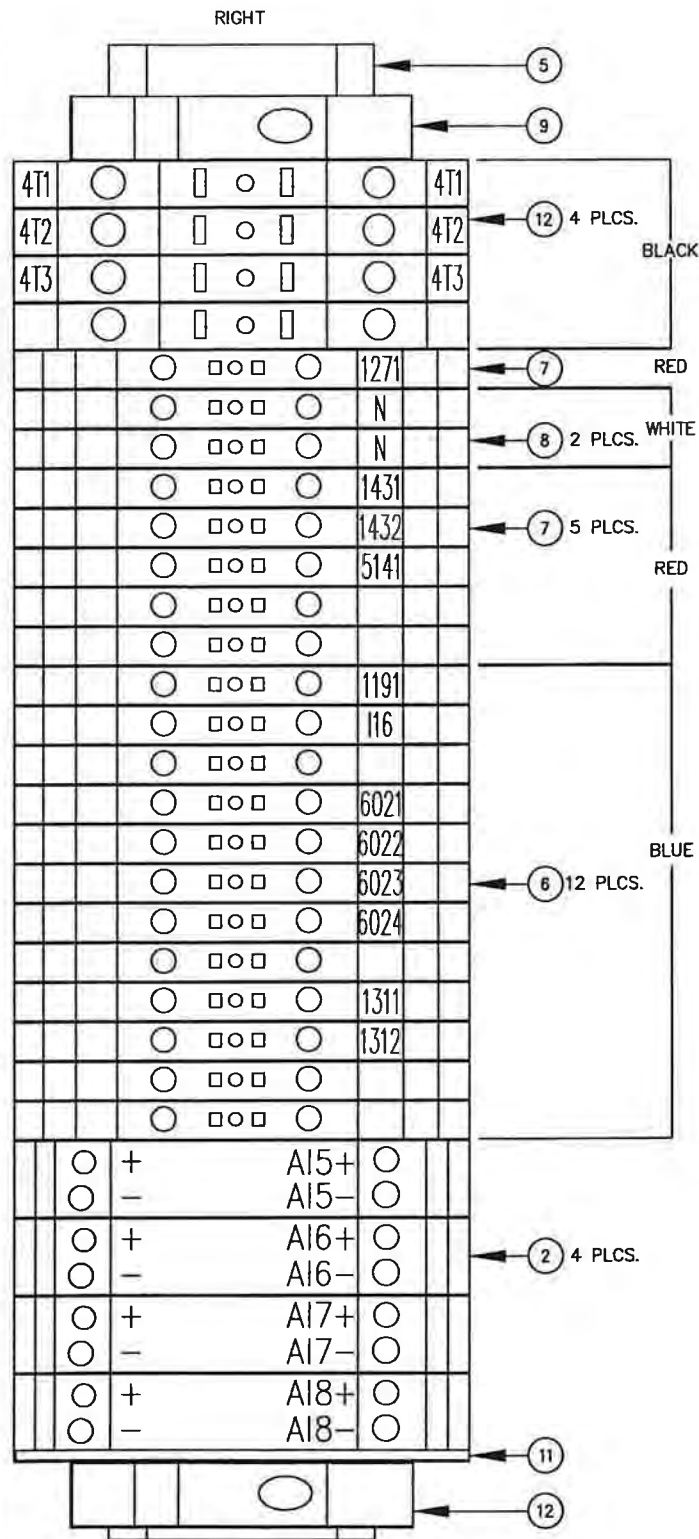 RIGHT
5
9
4T1 4T1
4T2 4T2 12 4 PLCS.
BLACK
4T3 4T3
1271 7 RED
N
WHITE
N 8 2 PLCS.
1431
1432 7 5 PLCS.
5141 RED
1191
I16
6021
6022 BLUE
6023 6 12 PLCS.
6024
1311
1312
+ AI5+
- AI5-
+ AI6+
2 4 PLCS.
- AI6-
+ AI7+
- AI7-
+ AI8+
- AI8-
11
12